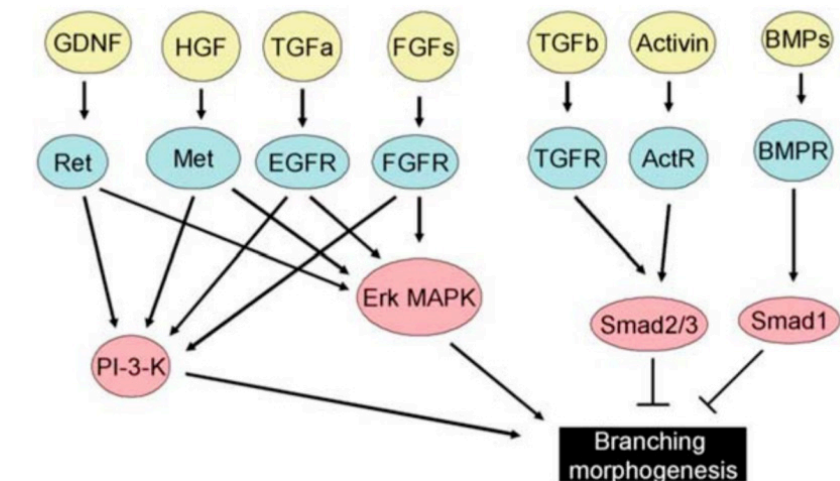 GDNF
HGF
TGFa
FGFs
TGFb
Activin
BMPs
Ret
Met
EGFR
FGFR
TGFR
ActR
BMPR
Erk MAPK
Smad2/3
Smad1
PI-3-K
Branching
morphogenesis